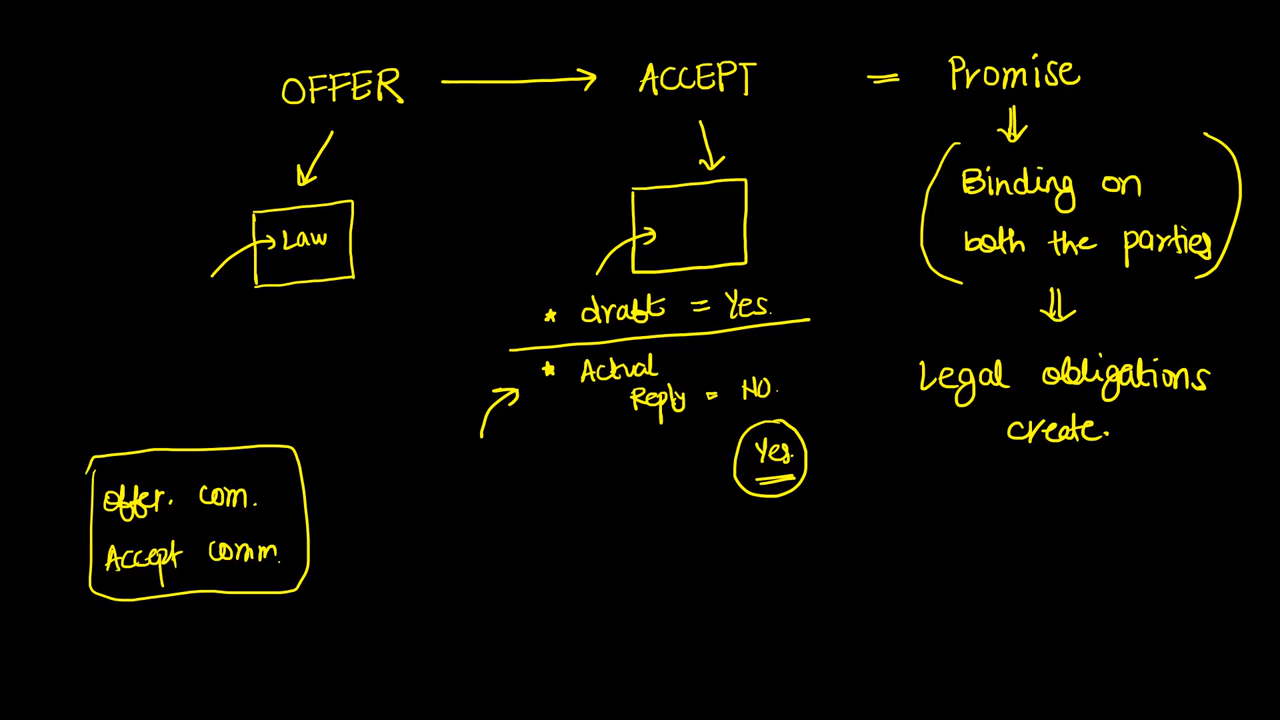 OFFER → ACCEPT = Promise
Law
Binding on
both the parties
* draft = Yes.
* Actual
Reply = NO.
Yes.
Legal obligations
create.
offer. com.
Accept comm.